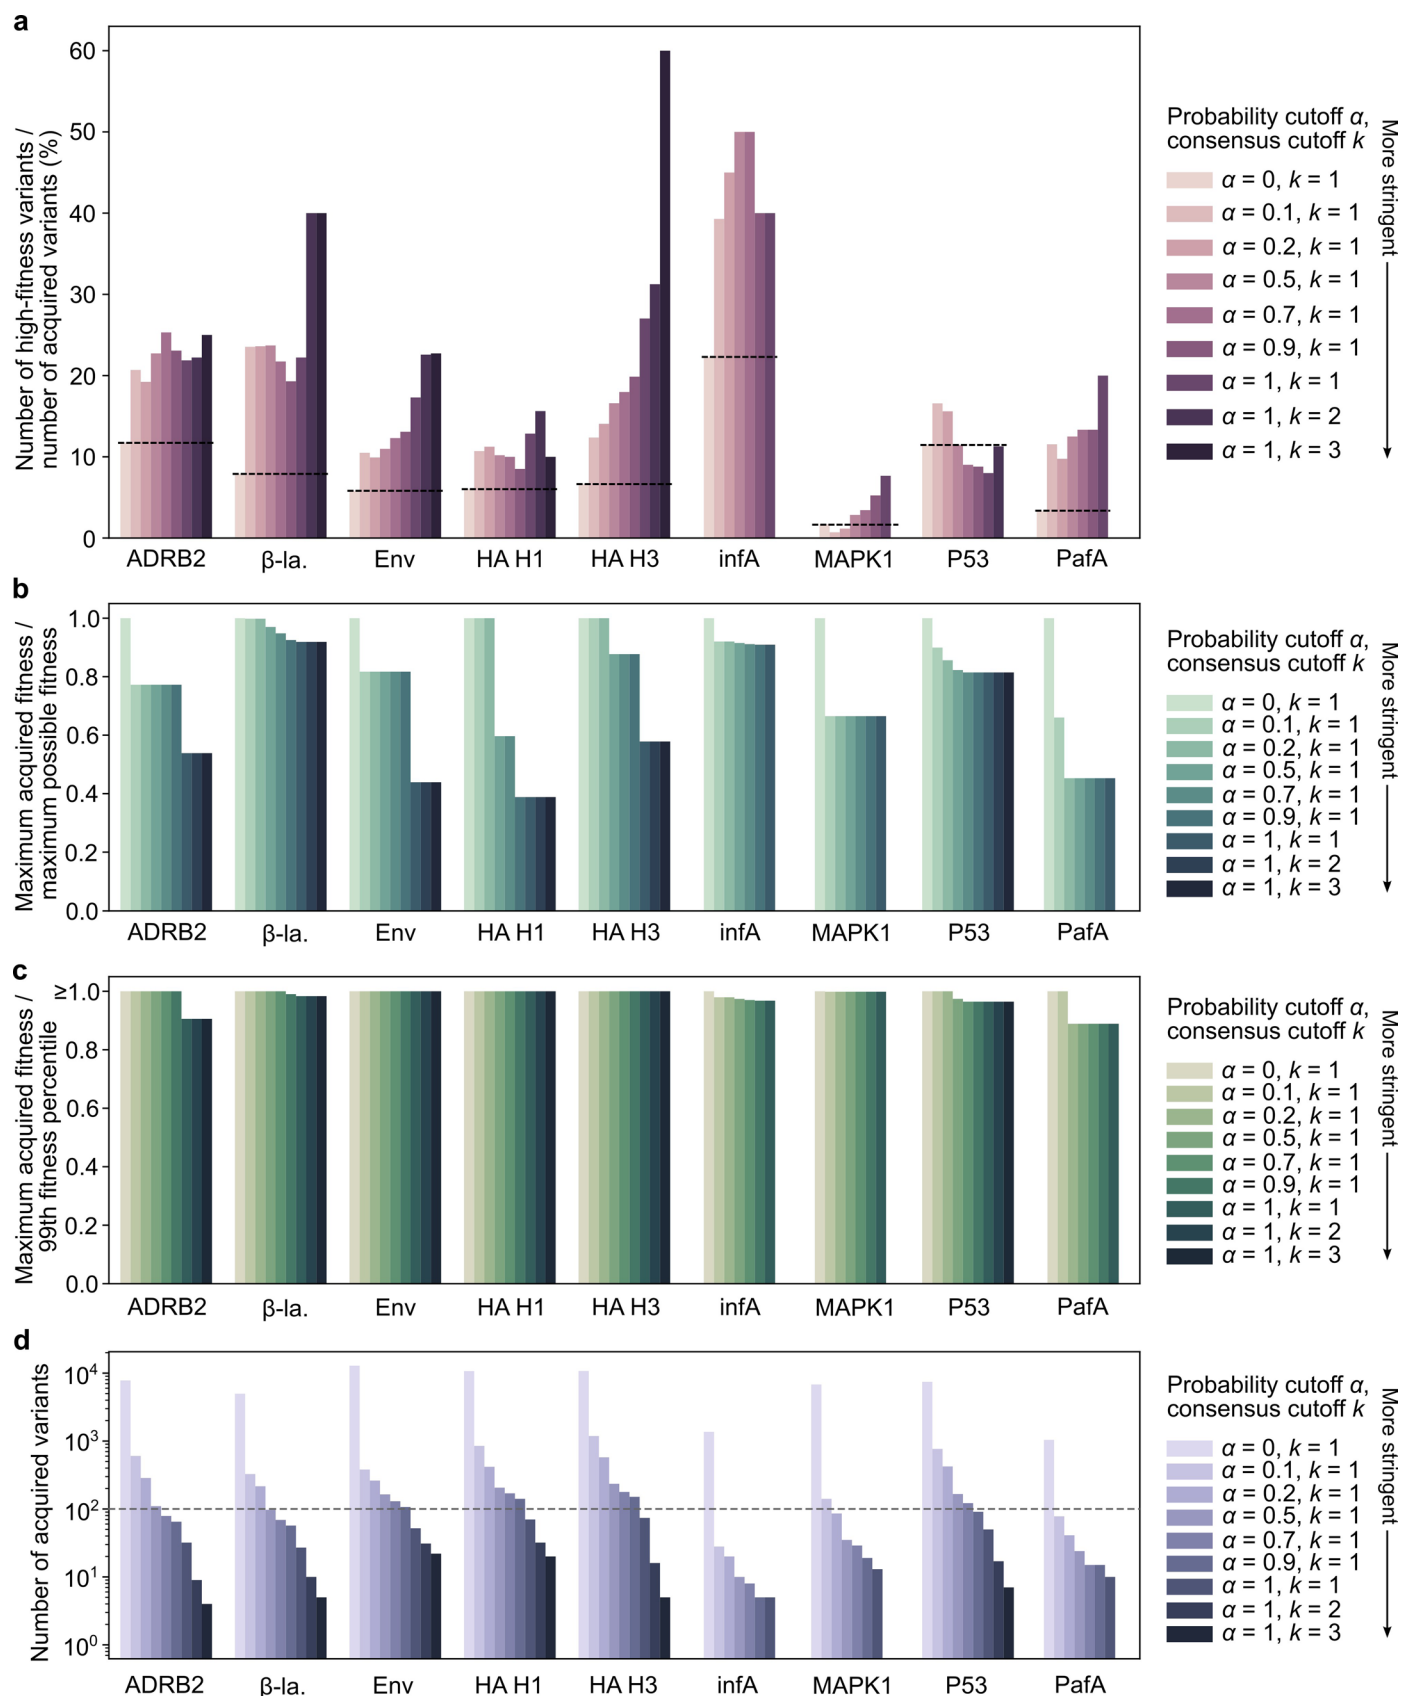 a
Number of high-fitness variants /
number of acquired variants (%)
60
50
40
30
20
10
0
ADRB2
β-la.
Env
HA H1
HA H3
infA
MAPK1
P53
PafA
Probability cutoff α,
consensus cutoff k
α = 0, k = 1
α = 0.1, k = 1
α = 0.2, k = 1
α = 0.5, k = 1
α = 0.7, k = 1
α = 0.9, k = 1
α = 1, k = 1
α = 1, k = 2
α = 1, k = 3
More stringent
b
Maximum acquired fitness /
maximum possible fitness
1.0
0.8
0.6
0.4
0.2
0.0
ADRB2
β-la.
Env
HA H1
HA H3
infA
MAPK1
P53
PafA
Probability cutoff α,
consensus cutoff k
α = 0, k = 1
α = 0.1, k = 1
α = 0.2, k = 1
α = 0.5, k = 1
α = 0.7, k = 1
α = 0.9, k = 1
α = 1, k = 1
α = 1, k = 2
α = 1, k = 3
More stringent
c
Maximum acquired fitness /
99th fitness percentile
≥1.0
0.8
0.6
0.4
0.2
0.0
ADRB2
β-la.
Env
HA H1
HA H3
infA
MAPK1
P53
PafA
Probability cutoff α,
consensus cutoff k
α = 0, k = 1
α = 0.1, k = 1
α = 0.2, k = 1
α = 0.5, k = 1
α = 0.7, k = 1
α = 0.9, k = 1
α = 1, k = 1
α = 1, k = 2
α = 1, k = 3
More stringent
d
Number of acquired variants
10⁴
10³
10²
10¹
10⁰
ADRB2
β-la.
Env
HA H1
HA H3
infA
MAPK1
P53
PafA
Probability cutoff α,
consensus cutoff k
α = 0, k = 1
α = 0.1, k = 1
α = 0.2, k = 1
α = 0.5, k = 1
α = 0.7, k = 1
α = 0.9, k = 1
α = 1, k = 1
α = 1, k = 2
α = 1, k = 3
More stringent